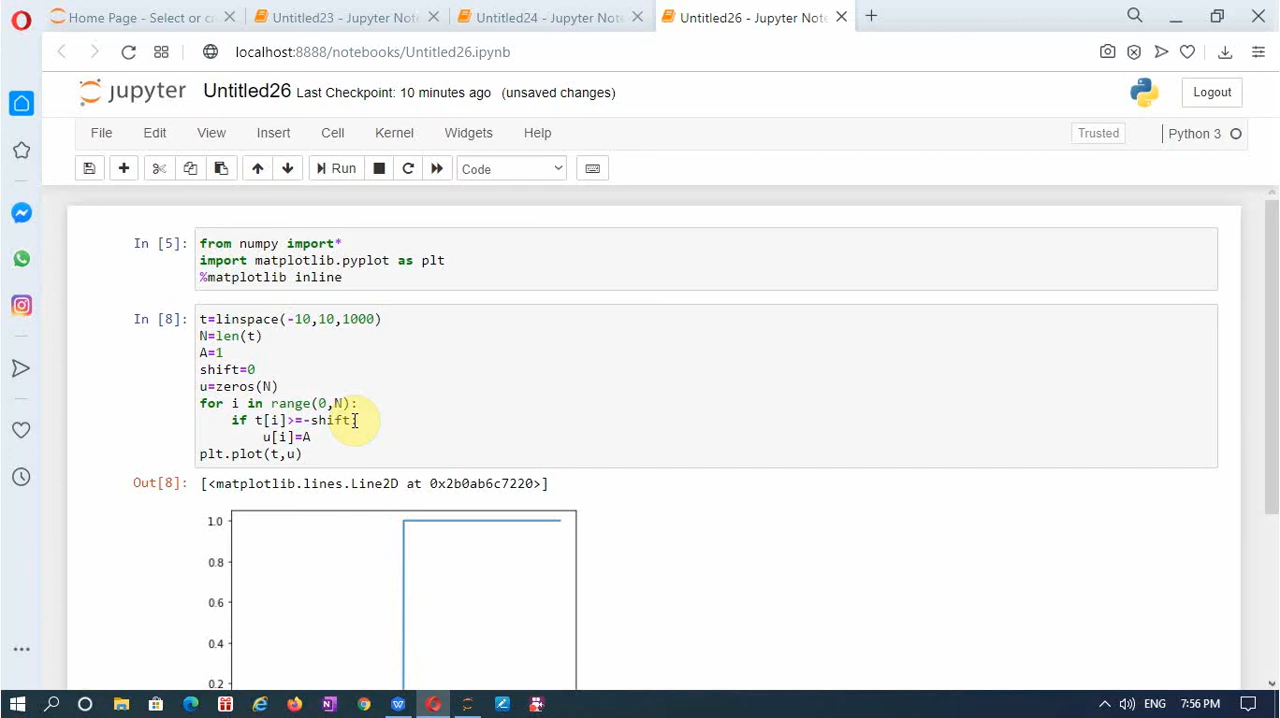 Home Page - Select or cr
Untitled23 - Jupyter Not
Untitled24 - Jupyter Not
Untitled26 - Jupyter Not
localhost:8888/notebooks/Untitled26.ipynb
jupyter Untitled26 Last Checkpoint: 10 minutes ago (unsaved changes)
Logout
File Edit View Insert Cell Kernel Widgets Help
Trusted
Python 3
Run
Code
In [5]:
from numpy import*
import matplotlib.pyplot as plt
%matplotlib inline
In [8]:
t=linspace(-10,10,1000)
N=len(t)
A=1
shift=0
u=zeros(N)
for i in range(0,N):
if t[i]>=-shift:
u[i]=A
plt.plot(t,u)
Out[8]:
[<matplotlib.lines.Line2D at 0x2b0ab6c7220>]
1.0
0.8
0.6
0.4
0.2
ENG
7:56 PM